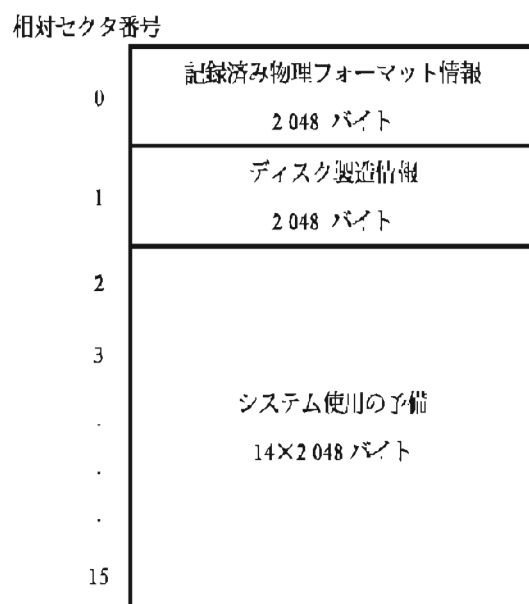 相対セクタ番号
0
記録済み物理フォーマット情報
2 048 バイト
1
ディスク製造情報
2 048 バイト
2
3
システム使用の予備
14×2 048 バイト
.
.
.
15